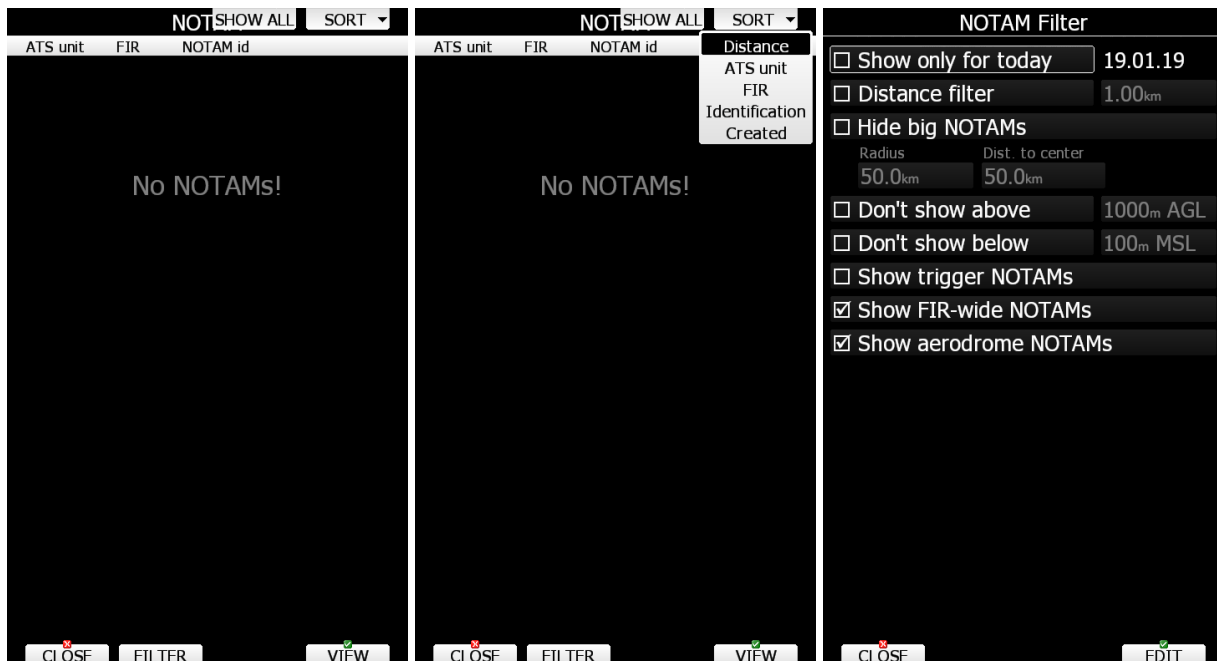 NOT SHOW ALL SORT
ATS unit FIR NOTAM id
No NOTAMs!
CLOSE FILTER VIEW
NOT SHOW ALL SORT
ATS unit FIR NOTAM id
Distance
ATS unit
FIR
Identification
Created
No NOTAMs!
CLOSE FILTER VIEW
NOTAM Filter
Show only for today 19.01.19
Distance filter 1.00km
Hide big NOTAMs
Radius Dist. to center
50.0km 50.0km
Don't show above 1000m AGL
Don't show below 100m MSL
Show trigger NOTAMs
Show FIR-wide NOTAMs
Show aerodrome NOTAMs
CLOSE EDIT